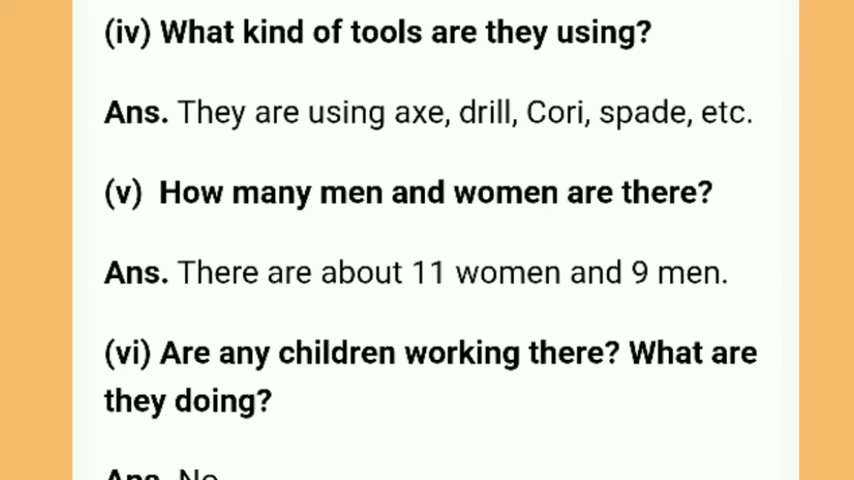 (iv) What kind of tools are they using?
Ans. They are using axe, drill, Cori, spade, etc.
(v) How many men and women are there?
Ans. There are about 11 women and 9 men.
(vi) Are any children working there? What are
they doing?
Ans. No